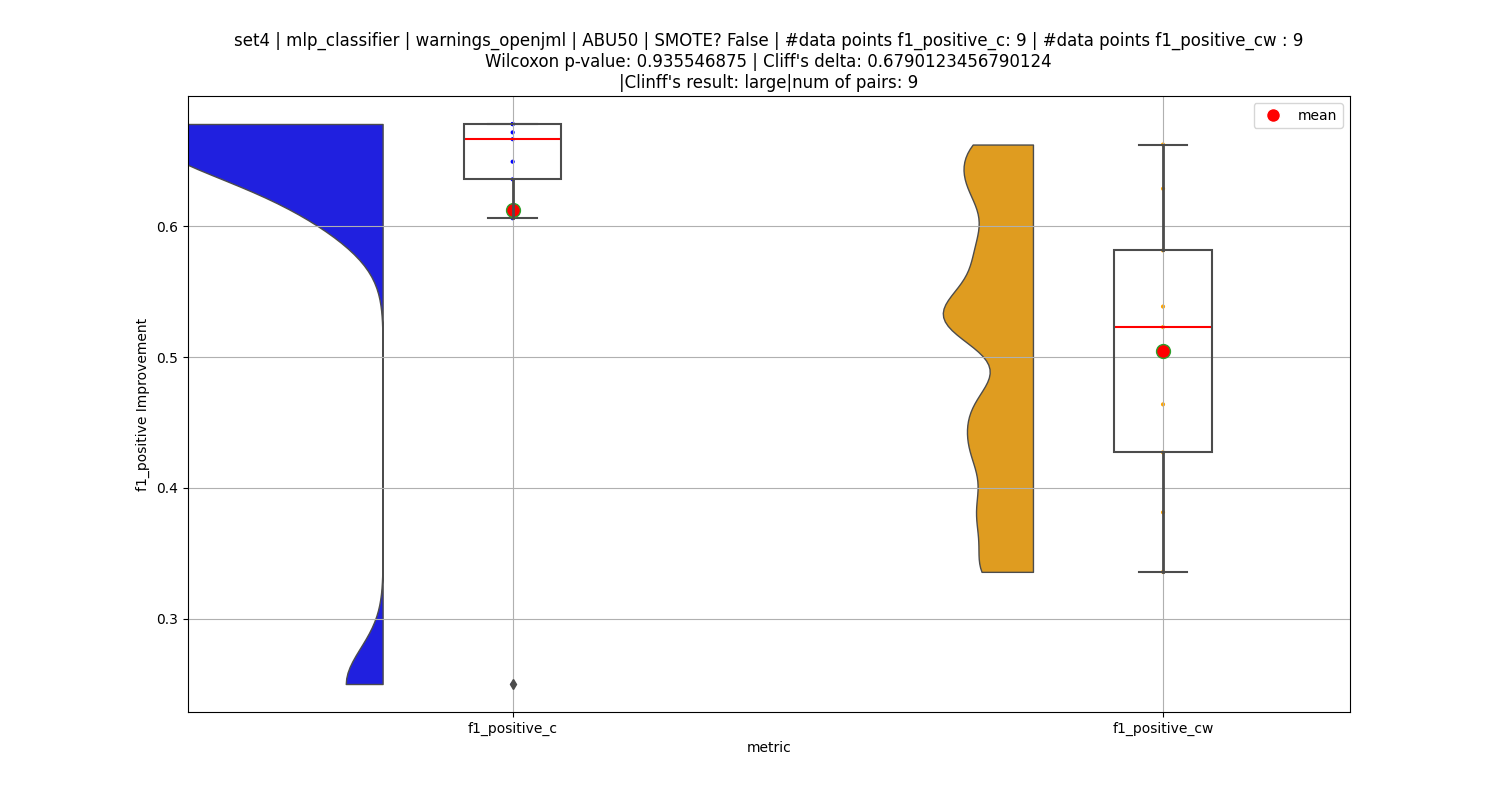 set4 | mlp_classifier | warnings_openjml | ABU50 | SMOTE? False | #data points f1_positive_c: 9 | #data points f1_positive_cw : 9
Wilcoxon p-value: 0.935546875 | Cliff's delta: 0.6790123456790124
|Clinff's result: large|num of pairs: 9
mean
0.6
0.5
0.4
0.3
f1_positive Improvement
f1_positive_c
f1_positive_cw
metric